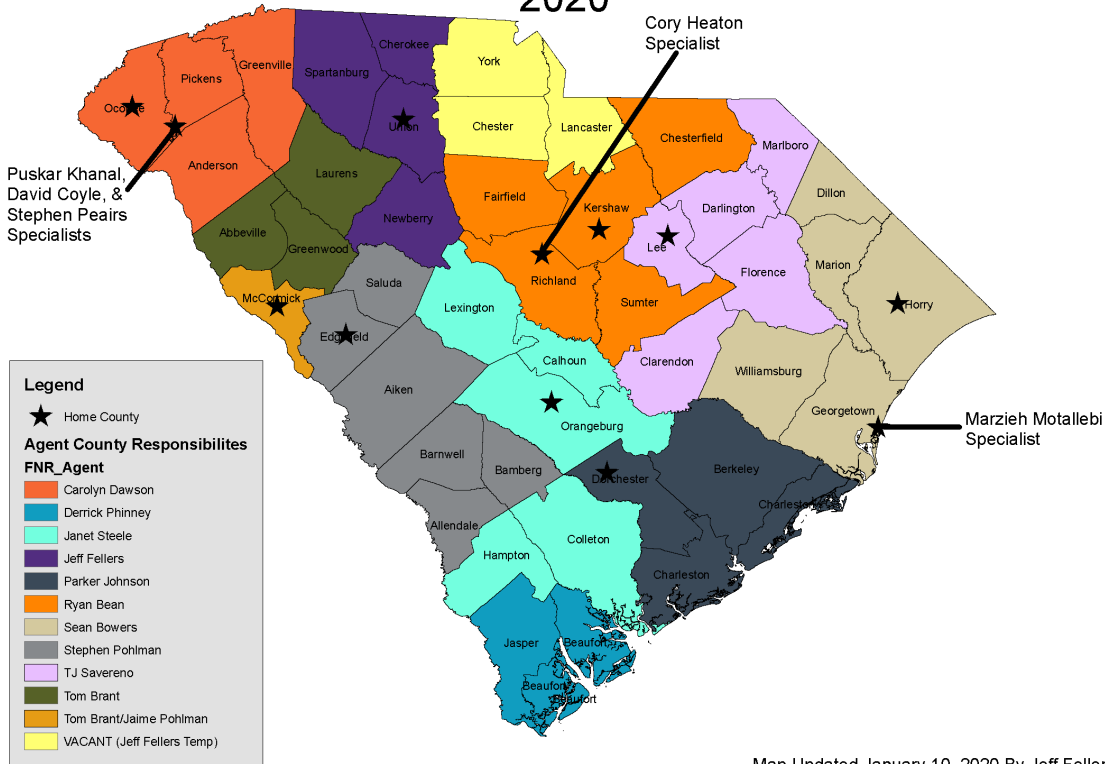 2020
Cory Heaton
Specialist
Cherokee
York
Greenville
Pickens
Spartanburg
Union
Chester
Lancaster
Chesterfield
Marlboro
Anderson
Puskar Khanal,
David Coyle, &
Stephen Peairs
Specialists
Laurens
Fairfield
Kershaw
Darlington
Dillon
Newberry
Abbeville
Greenwood
Lee
Marion
Florence
Saluda
Richland
McCormick
Lexington
Sumter
Horry
Calhoun
Clarendon
Williamsburg
Aiken
Georgetown
Marzieh Motallebi
Specialist
Orangeburg
Barnwell
Bamberg
Berkeley
Dorchester
Charleston
Allendale
Colleton
Hampton
Charleston
Jasper
Beaufort
Beaufort
Beaufort
Legend
Home County
Agent County Responsibilites
FNR_Agent
Carolyn Dawson
Derrick Phinney
Janet Steele
Jeff Fellers
Parker Johnson
Ryan Bean
Sean Bowers
Stephen Pohlman
TJ Savereno
Tom Brant
Tom Brant/Jaime Pohlman
VACANT (Jeff Fellers Temp)
Map Updated January 10, 2020 By Jeff Feller